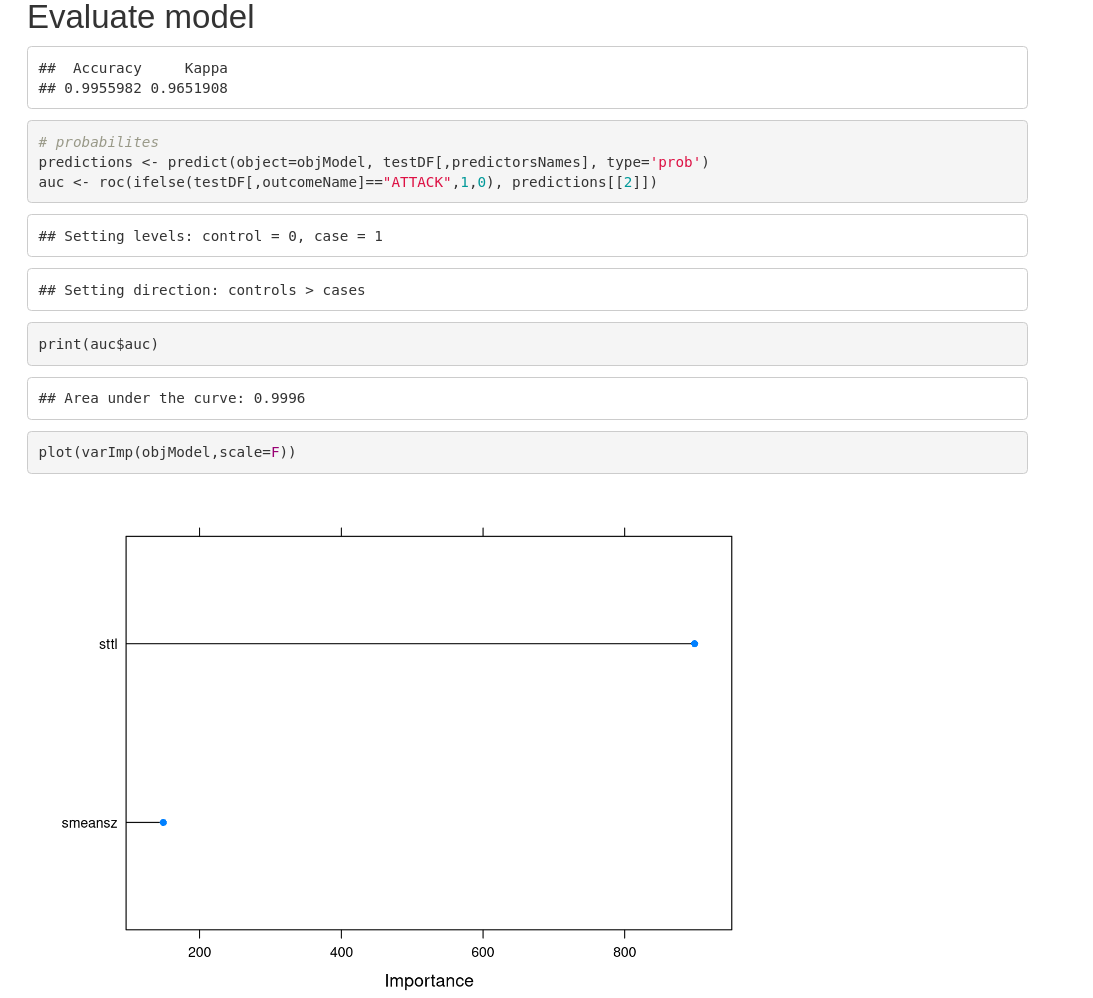 Evaluate model
##  Accuracy     Kappa
## 0.9955982 0.9651908
# probabilites
predictions <- predict(object=objModel, testDF[,predictorsNames], type='prob')
auc <- roc(ifelse(testDF[,outcomeName]=="ATTACK",1,0), predictions[[2]])
## Setting levels: control = 0, case = 1
## Setting direction: controls > cases
print(auc$auc)
## Area under the curve: 0.9996
plot(varImp(objModel,scale=F))
sttl
smeansz
200 400 600 800
Importance